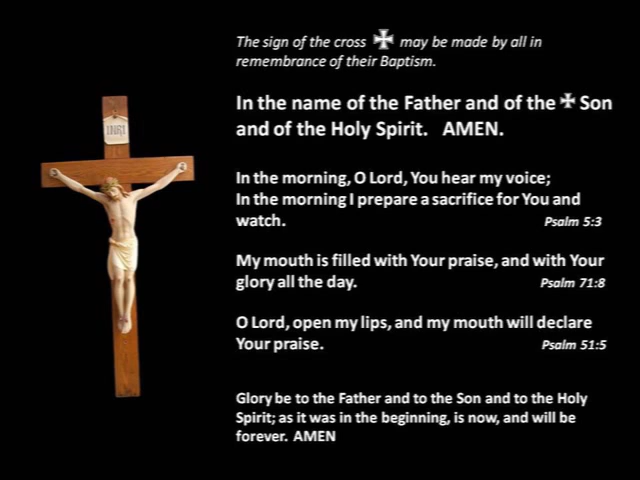 INRI
The sign of the cross ✠ may be made by all in
remembrance of their Baptism.
In the name of the Father and of the ✠ Son
and of the Holy Spirit. AMEN.
In the morning, O Lord, You hear my voice;
In the morning I prepare a sacrifice for You and
watch. Psalm 5:3
My mouth is filled with Your praise, and with Your
glory all the day. Psalm 71:8
O Lord, open my lips, and my mouth will declare
Your praise. Psalm 51:5
Glory be to the Father and to the Son and to the Holy
Spirit; as it was in the beginning, is now, and will be
forever. AMEN